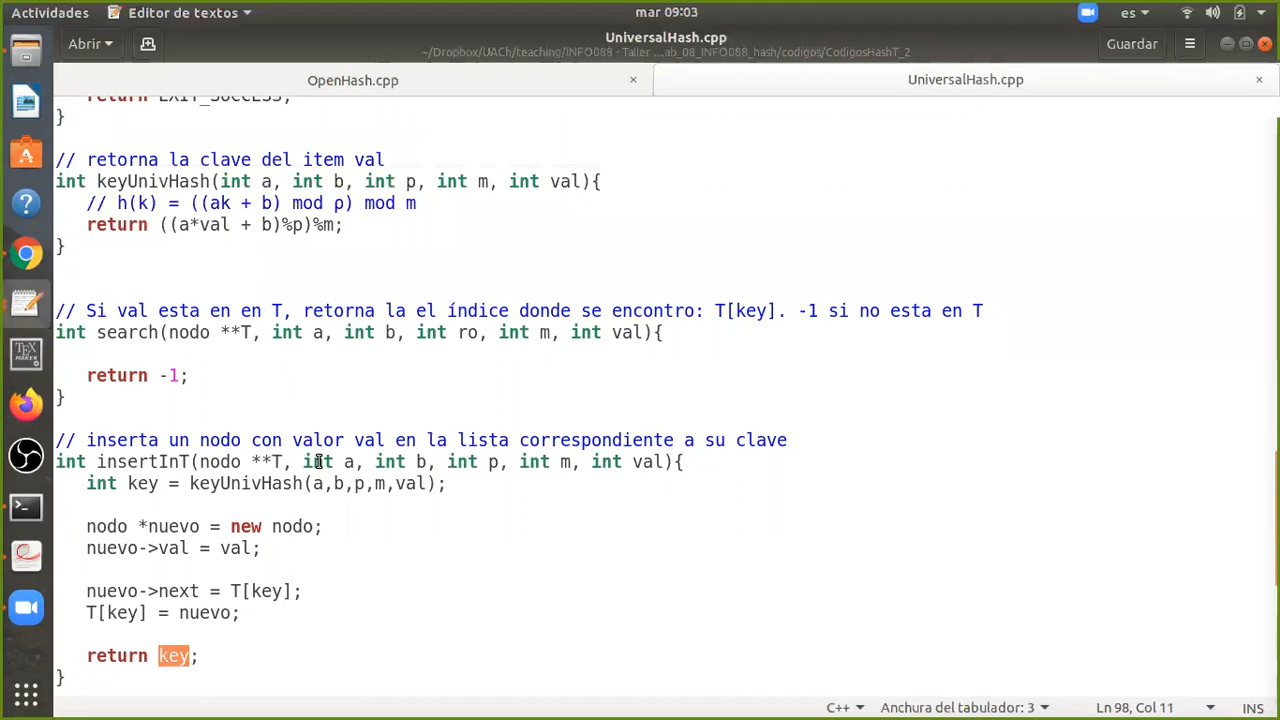 Actividades Editor de textos mar 09:03 es
Abrir UniversalHash.cpp Guardar
~/Dropbox/UACh/teaching/INFO088 - Taller ...ab_08_INFO088_hash/codigos/CodigosHashT_2
OpenHash.cpp × UniversalHash.cpp ×
return EXIT_SUCCESS;
}
// retorna la clave del item val
int keyUnivHash(int a, int b, int p, int m, int val){
// h(k) = ((ak + b) mod ρ) mod m
return ((a*val + b)%p)%m;
}
// Si val esta en en T, retorna la el índice donde se encontro: T[key]. -1 si no esta en T
int search(nodo **T, int a, int b, int ro, int m, int val){
return -1;
}
// inserta un nodo con valor val en la lista correspondiente a su clave
int insertInT(nodo **T, int a, int b, int p, int m, int val){
int key = keyUnivHash(a,b,p,m,val);
nodo *nuevo = new nodo;
nuevo->val = val;
nuevo->next = T[key];
T[key] = nuevo;
return key;
}
C++ Anchura del tabulador: 3 Ln 98, Col 11 INS